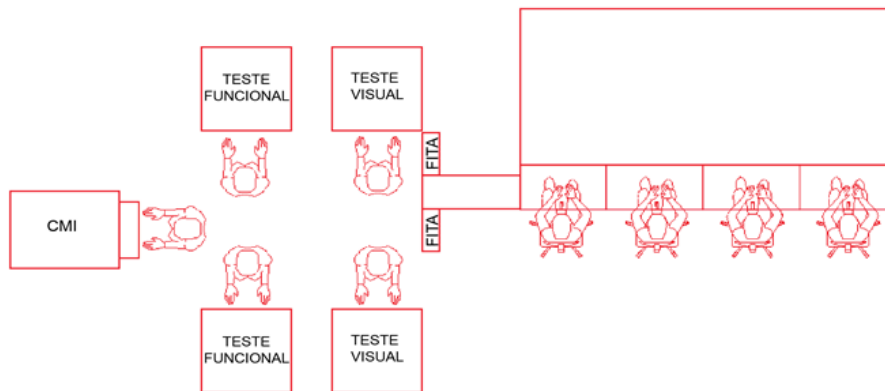 TESTE
FUNCIONAL
TESTE
VISUAL
FITA
CMI
FITA
TESTE
FUNCIONAL
TESTE
VISUAL